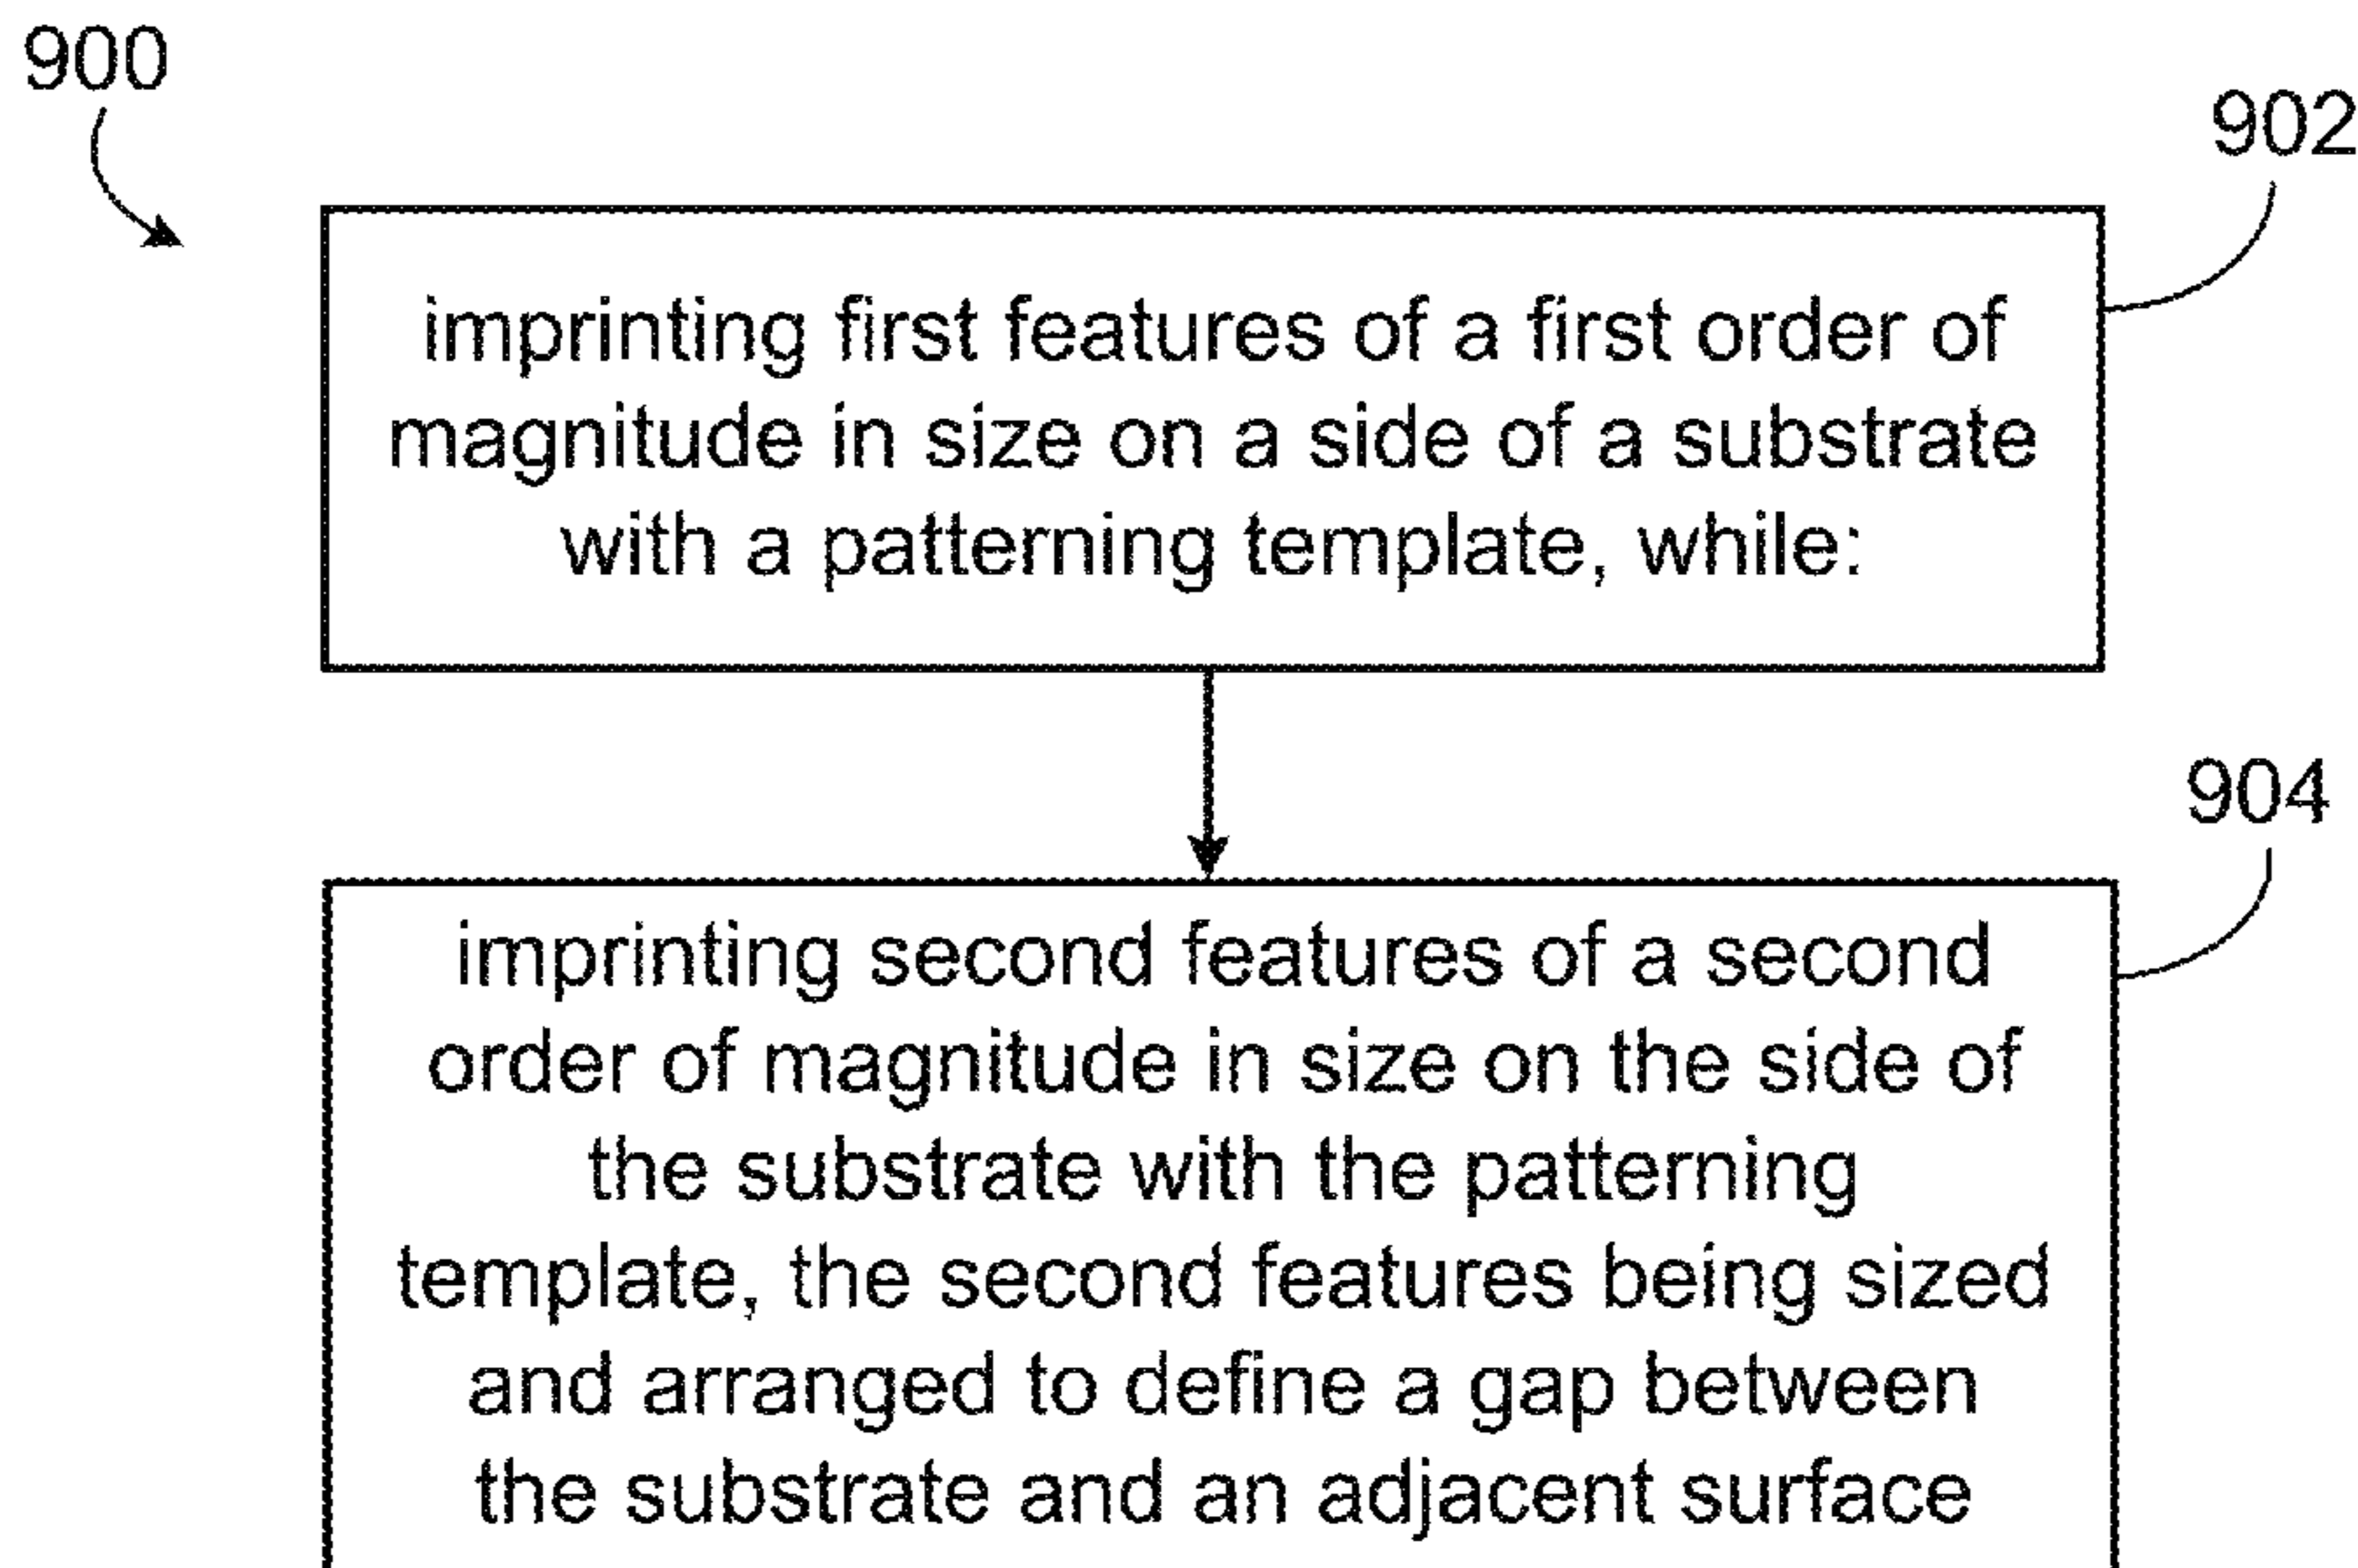 900
902
imprinting first features of a first order of
magnitude in size on a side of a substrate
with a patterning template, while:
904
imprinting second features of a second
order of magnitude in size on the side of
the substrate with the patterning
template, the second features being sized
and arranged to define a gap between
the substrate and an adjacent surface